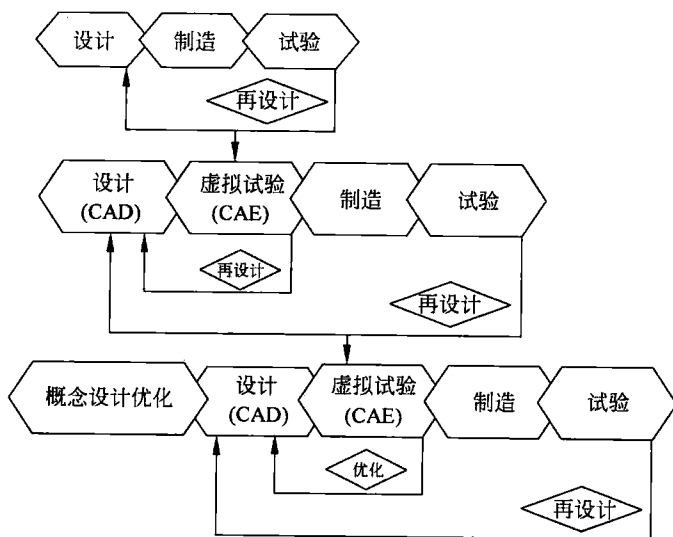 设计 制造 试验
再设计
设计 虚拟试验 制造 试验
(CAD) (CAE)
再设计
再设计
概念设计优化 设计 虚拟试验 制造 试验
(CAD) (CAE)
优化
再设计